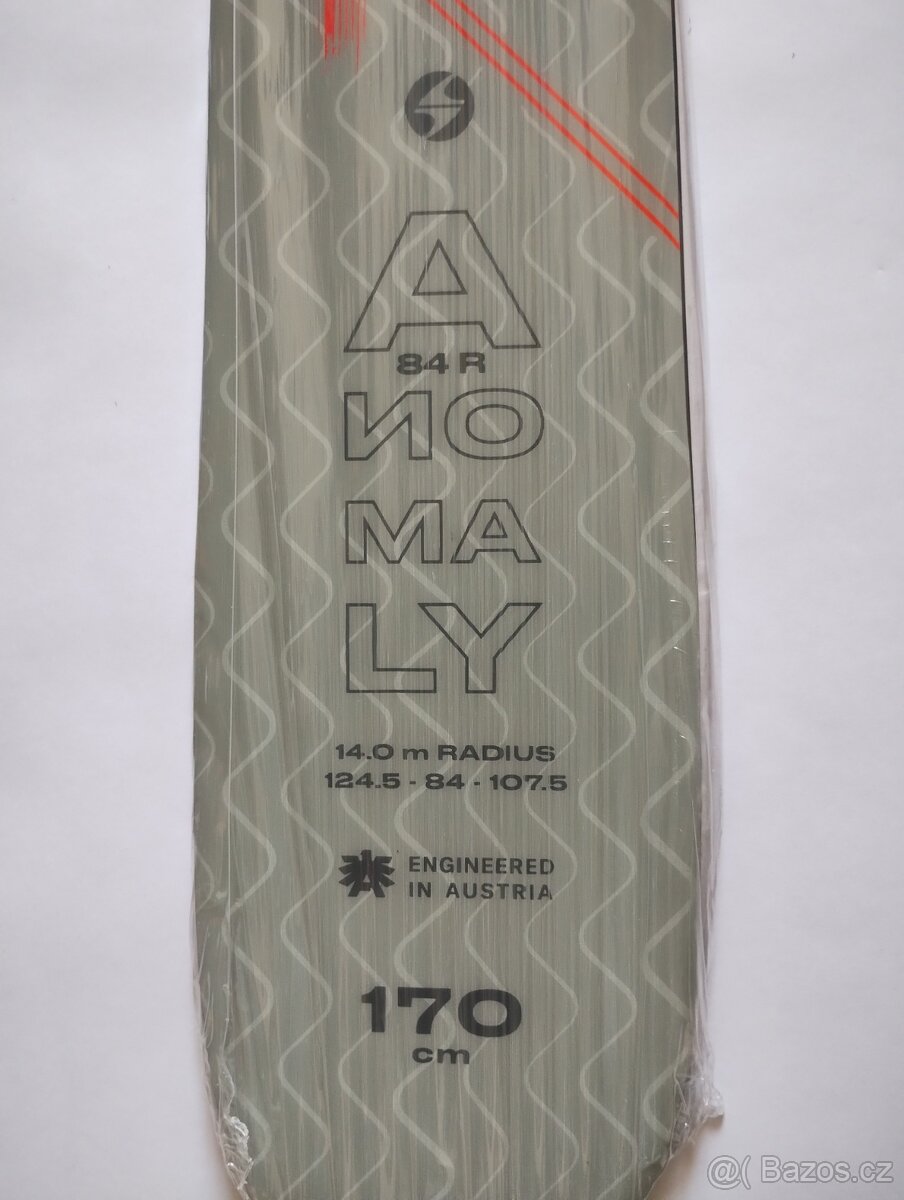 A
84 R
NO
MA
LY
14.0 m RADIUS
124.5 - 84 - 107.5
ENGINEERED
IN AUSTRIA
170
cm
@( Bazos.cz